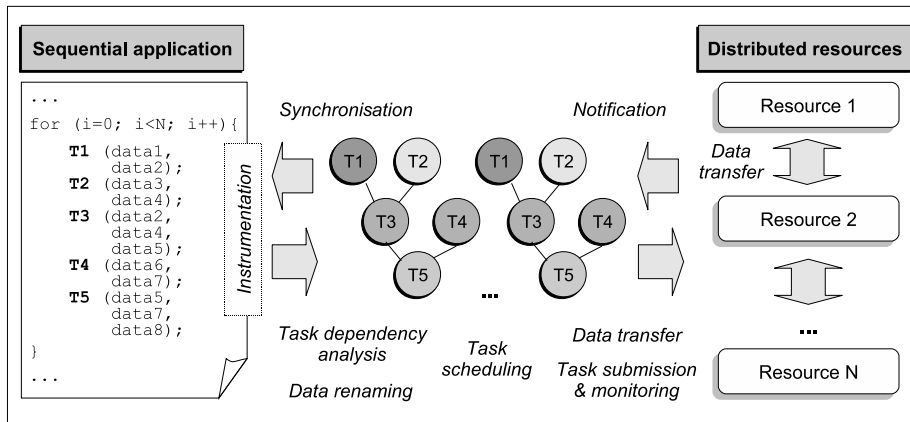 Sequential application
...
for (i=0; i<N; i++){
T1 (data1,
data2);
T2 (data3,
data4);
T3 (data2,
data4,
data5);
T4 (data6,
data7);
T5 (data5,
data7,
data8);
}
...
Instrumentation
Synchronisation
Notification
T1
T2
T3
T4
T5
T1
T2
T3
T4
T5
...
Task dependency
analysis
Data renaming
Task
scheduling
Data transfer
Task submission
& monitoring
Distributed resources
Resource 1
Data
transfer
Resource 2
...
Resource N